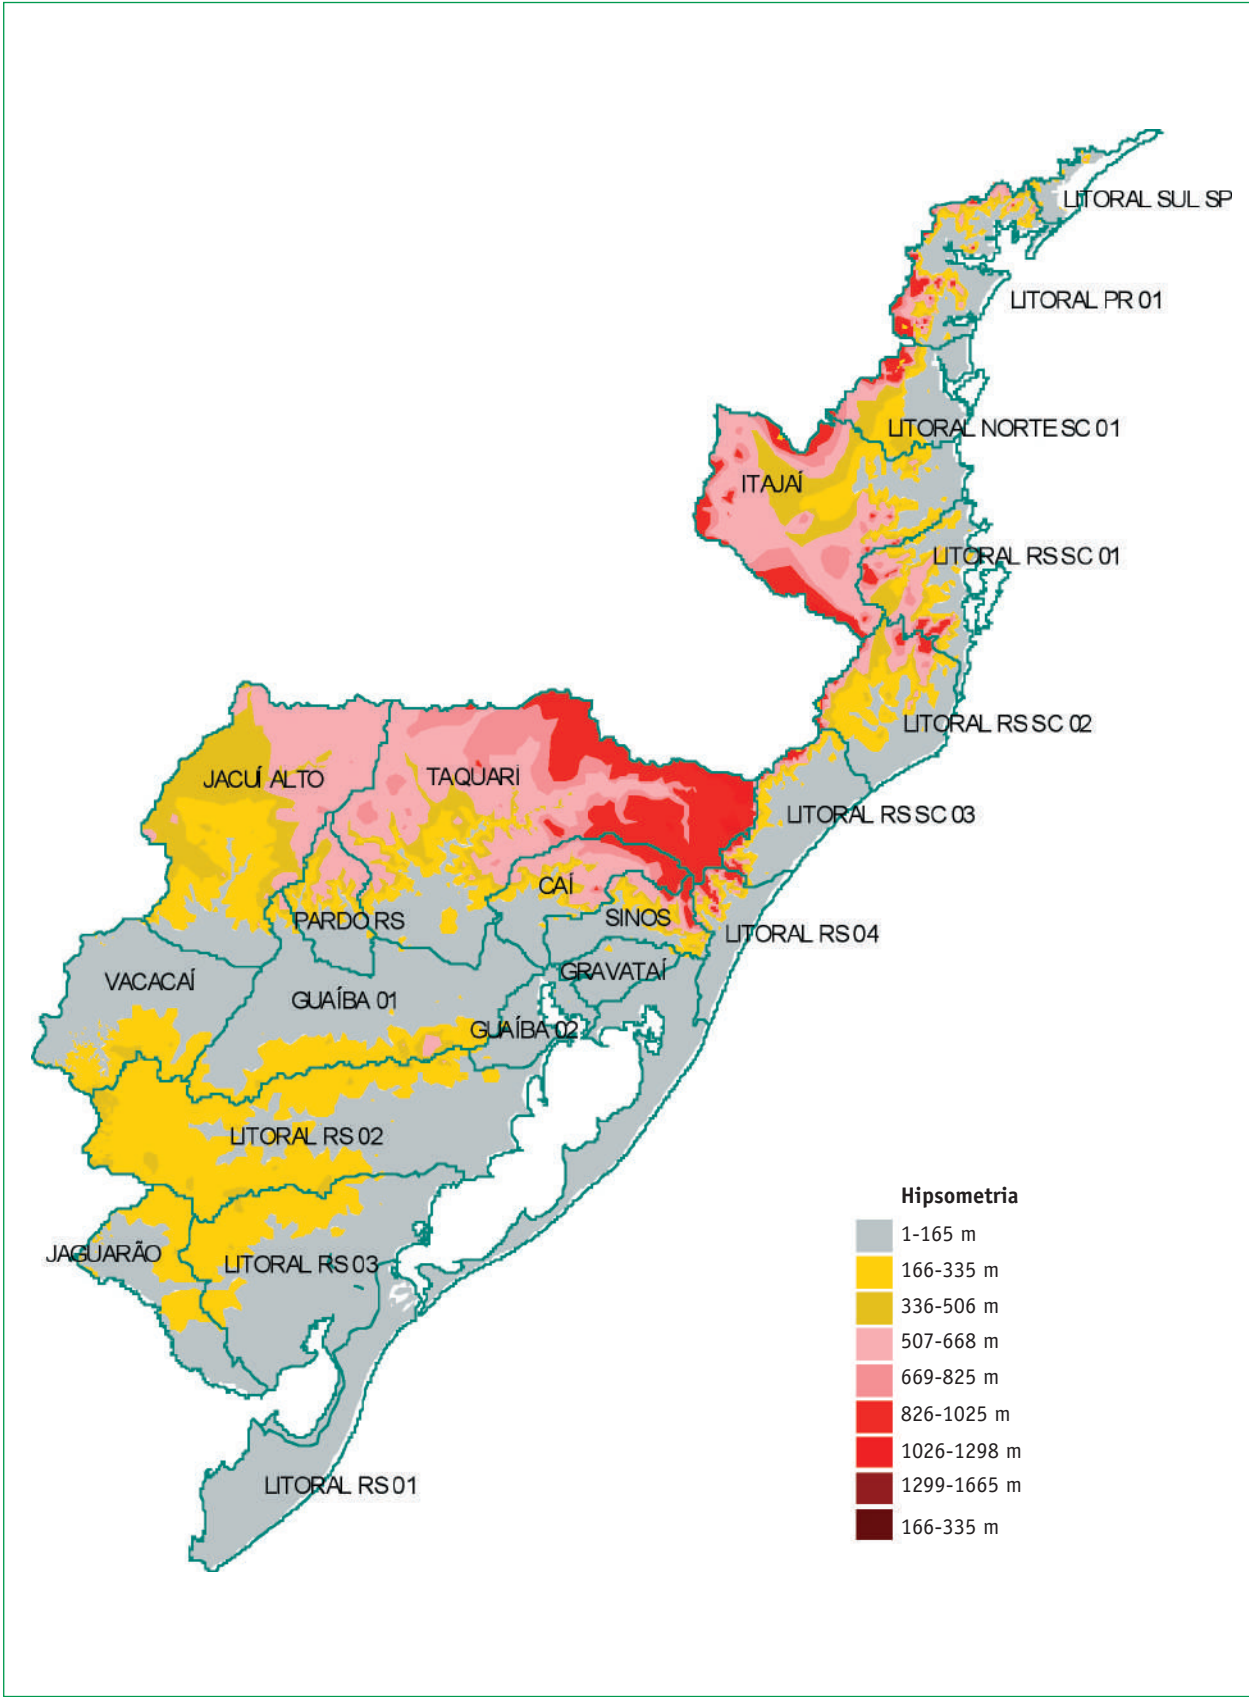 LITORAL SUL SP
LITORAL PR 01
LITORAL NORTE SC 01
ITAJAÍ
LITORAL RS SC 01
LITORAL RS SC 02
JACUÍ ALTO
TAQUARI
LITORAL RS SC 03
CAÍ
PARDO RS
SINOS
LITORAL RS 04
VACACAÍ
GRAVATAÍ
GUAÍBA 01
GUAÍBA 02
LITORAL RS 02
JAGUARÃO
LITORAL RS 03
LITORAL RS 01
Hipsometria
1-165 m
166-335 m
336-506 m
507-668 m
669-825 m
826-1025 m
1026-1298 m
1299-1665 m
166-335 m